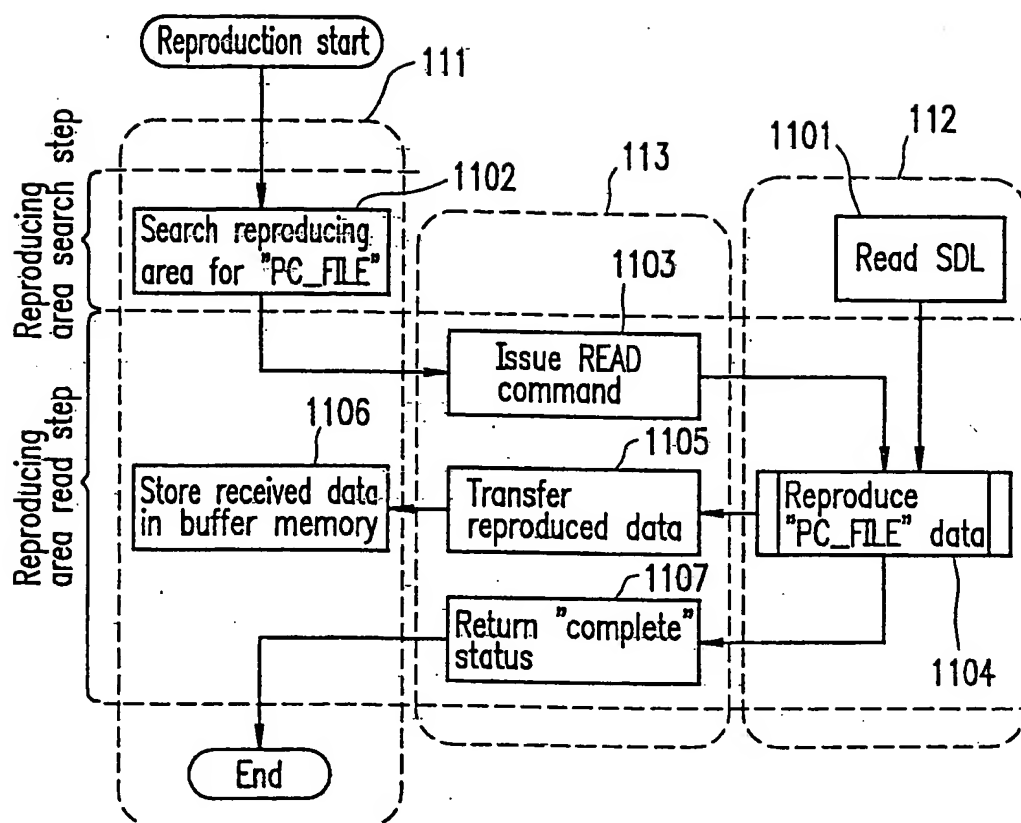 Reproduction start
111
112
1101
113
1102
Reproducing
area search
step
Search reproducing
area for "PC_FILE"
Read SDL
1103
Issue READ
command
Reproducing
area read step
1106
1105
Store received data
in buffer memory
Transfer
reproduced data
Reproduce
"PC_FILE" data
1107
Return "complete"
status
1104
End